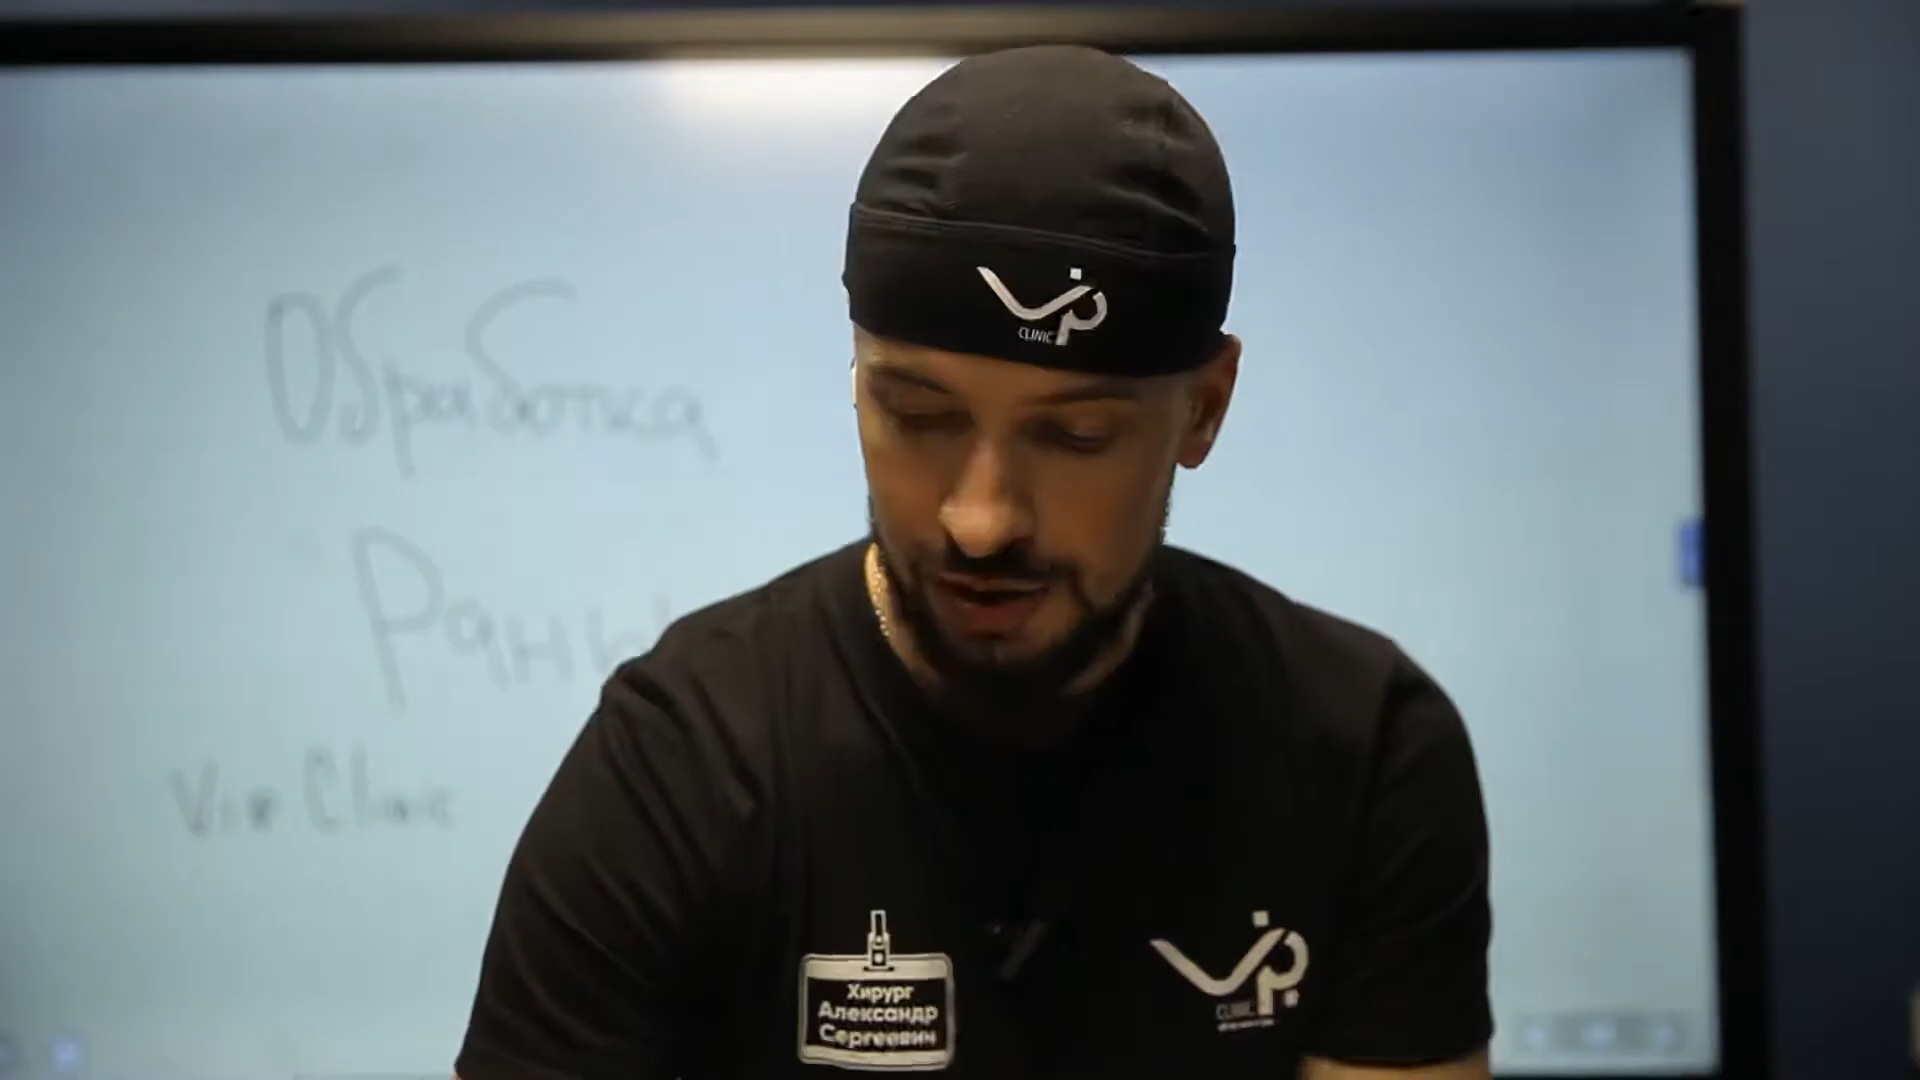 Обработка
Раны
Vip Clinic
VIP
CLINIC
Хирург
Александр
Сергеевич
VIP
CLINIC